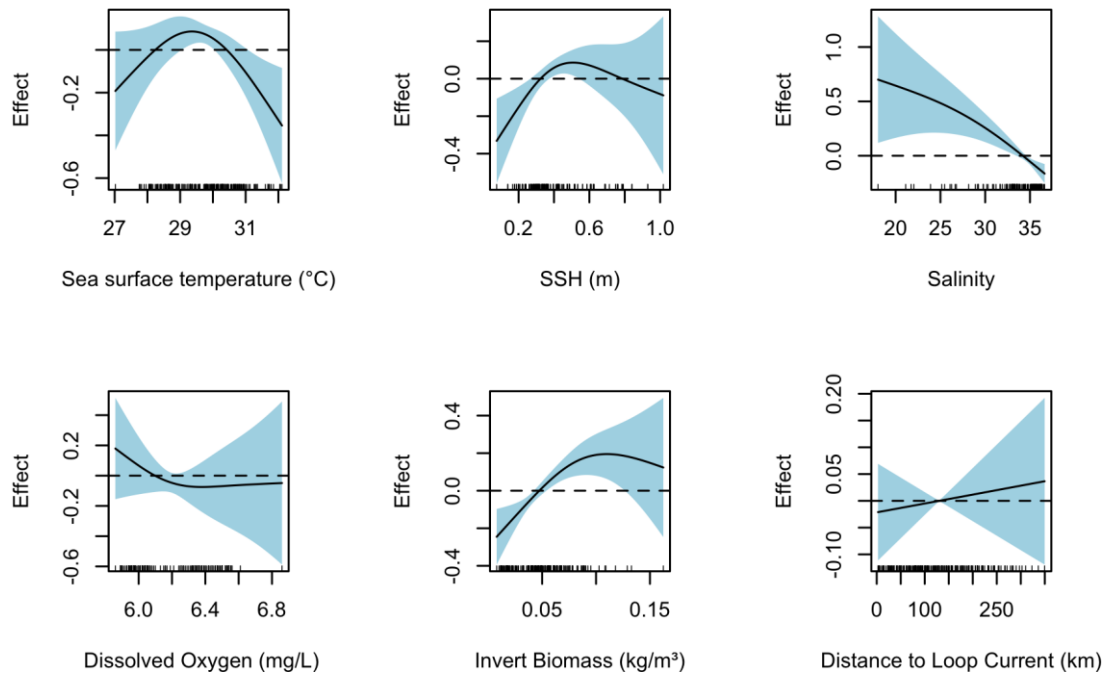 Effect
-0.2
-0.6
27
29
31
Sea surface temperature (°C)
Effect
0.0
-0.4
0.2
0.6
1.0
SSH (m)
Effect
1.0
0.5
0.0
20
25
30
35
Salinity
Effect
0.2
-0.2
-0.6
6.0
6.4
6.8
Dissolved Oxygen (mg/L)
Effect
0.4
0.0
-0.4
0.05
0.15
Invert Biomass (kg/m³)
Effect
0.20
0.05
-0.10
0
100
250
Distance to Loop Current (km)